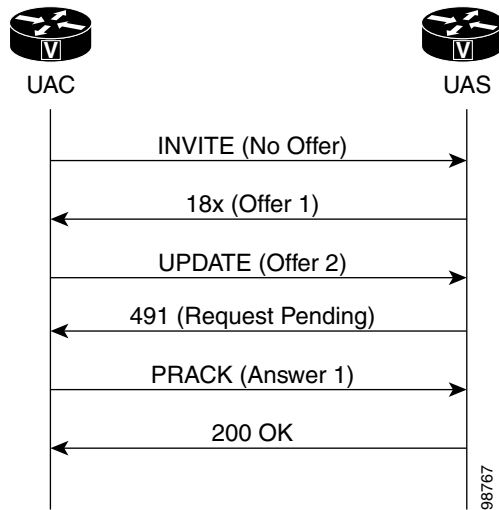 V
V
UAC
UAS
INVITE (No Offer)
18x (Offer 1)
UPDATE (Offer 2)
491 (Request Pending)
PRACK (Answer 1)
200 OK
98767